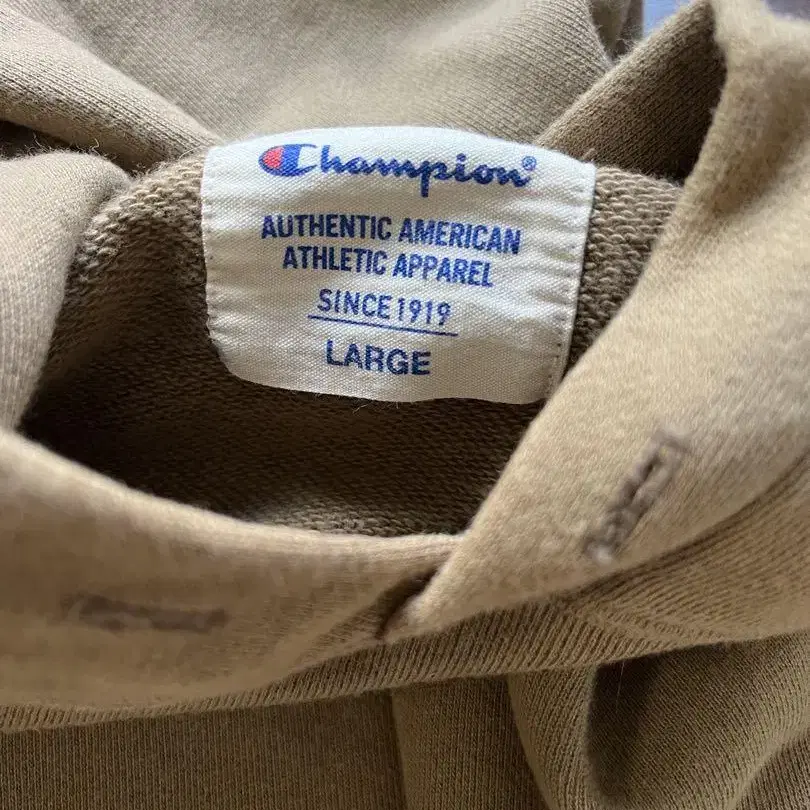 Champion®
AUTHENTIC AMERICAN
ATHLETIC APPAREL
SINCE 1919
LARGE